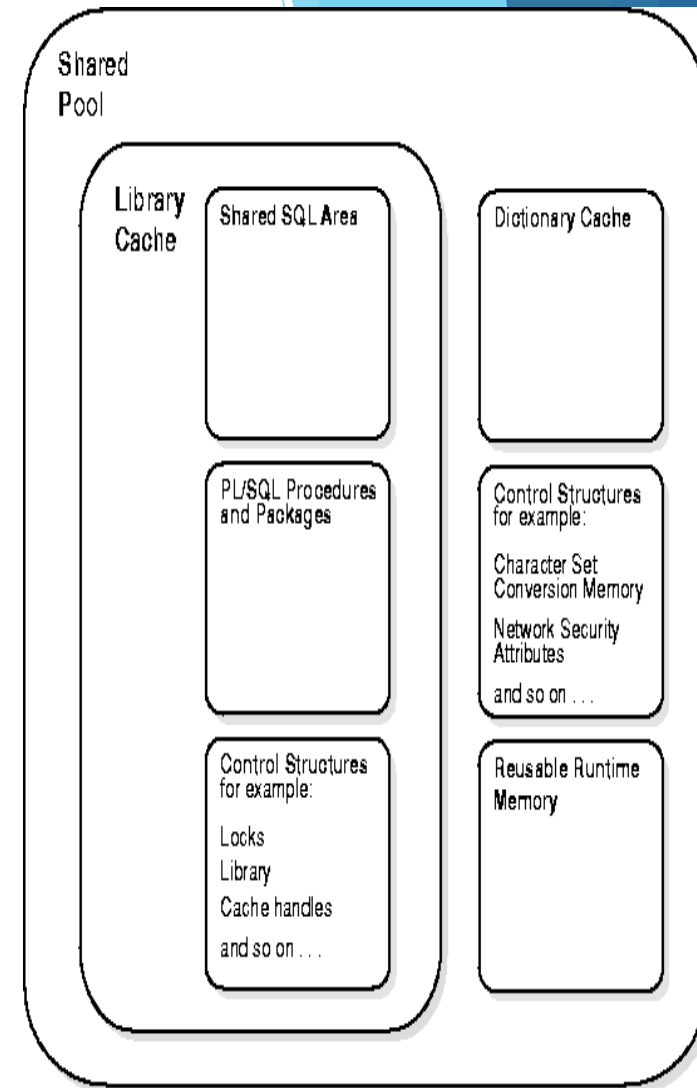 Shared
Pool
Library
Cache
Shared SQL Area
PL/SQL Procedures
and Packages
Control Structures
for example:
Locks
Library
Cache handles
and so on . . .
Dictionary Cache
Control Structures
for example:
Character Set
Conversion Memory
Network Security
Attributes
and so on . . .
Reusable Runtime
Memory